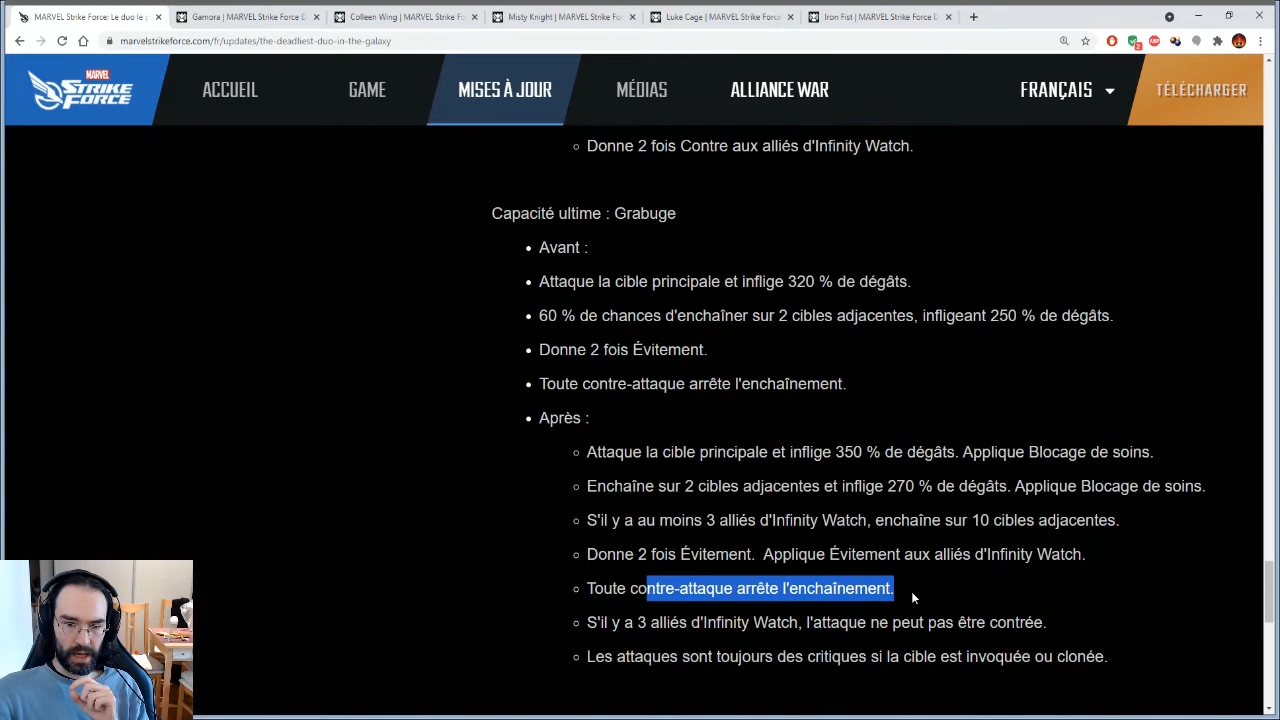 MARVEL Strike Force: Le duo le p
Gamora | MARVEL Strike Force D
Colleen Wing | MARVEL Strike Fo
Misty Knight | MARVEL Strike For
Luke Cage | MARVEL Strike Force
Iron Fist | MARVEL Strike Force D
marvelstrikeforce.com/fr/updates/the-deadliest-duo-in-the-galaxy
MARVEL
STRIKE
FORCE
ACCUEIL
GAME
MISES À JOUR
MÉDIAS
ALLIANCE WAR
FRANÇAIS
TÉLÉCHARGER
Donne 2 fois Contre aux alliés d'Infinity Watch.
Capacité ultime : Grabuge
Avant :
Attaque la cible principale et inflige 320 % de dégâts.
60 % de chances d'enchaîner sur 2 cibles adjacentes, infligeant 250 % de dégâts.
Donne 2 fois Évitement.
Toute contre-attaque arrête l'enchaînement.
Après :
Attaque la cible principale et inflige 350 % de dégâts. Applique Blocage de soins.
Enchaîne sur 2 cibles adjacentes et inflige 270 % de dégâts. Applique Blocage de soins.
S'il y a au moins 3 alliés d'Infinity Watch, enchaîne sur 10 cibles adjacentes.
Donne 2 fois Évitement.  Applique Évitement aux alliés d'Infinity Watch.
Toute contre-attaque arrête l'enchaînement.
S'il y a 3 alliés d'Infinity Watch, l'attaque ne peut pas être contrée.
Les attaques sont toujours des critiques si la cible est invoquée ou clonée.